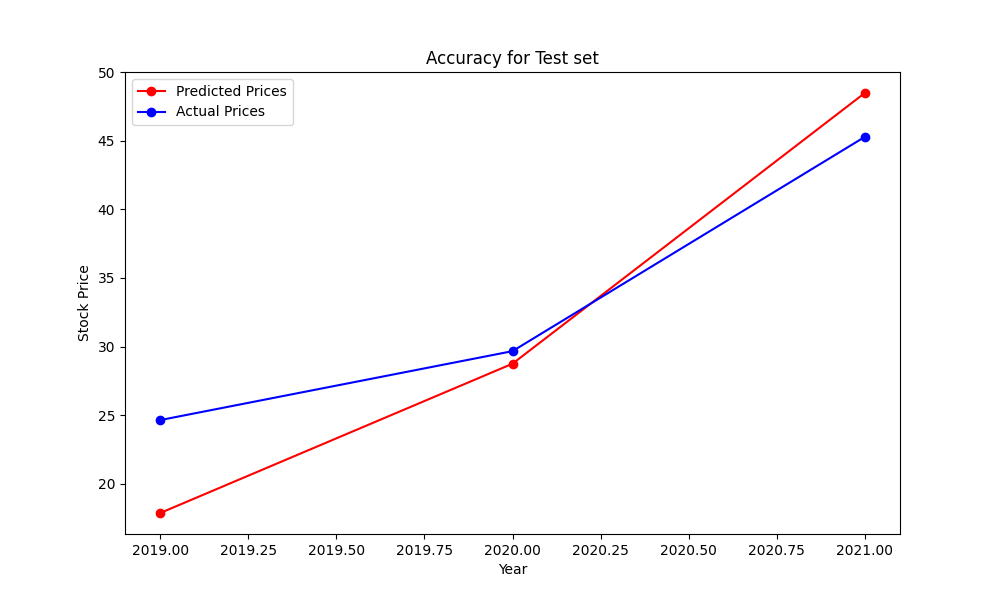 Accuracy for Test set
Predicted Prices
Actual Prices
50
45
40
35
30
25
20
Stock Price
2019.00 2019.25 2019.50 2019.75 2020.00 2020.25 2020.50 2020.75 2021.00
Year